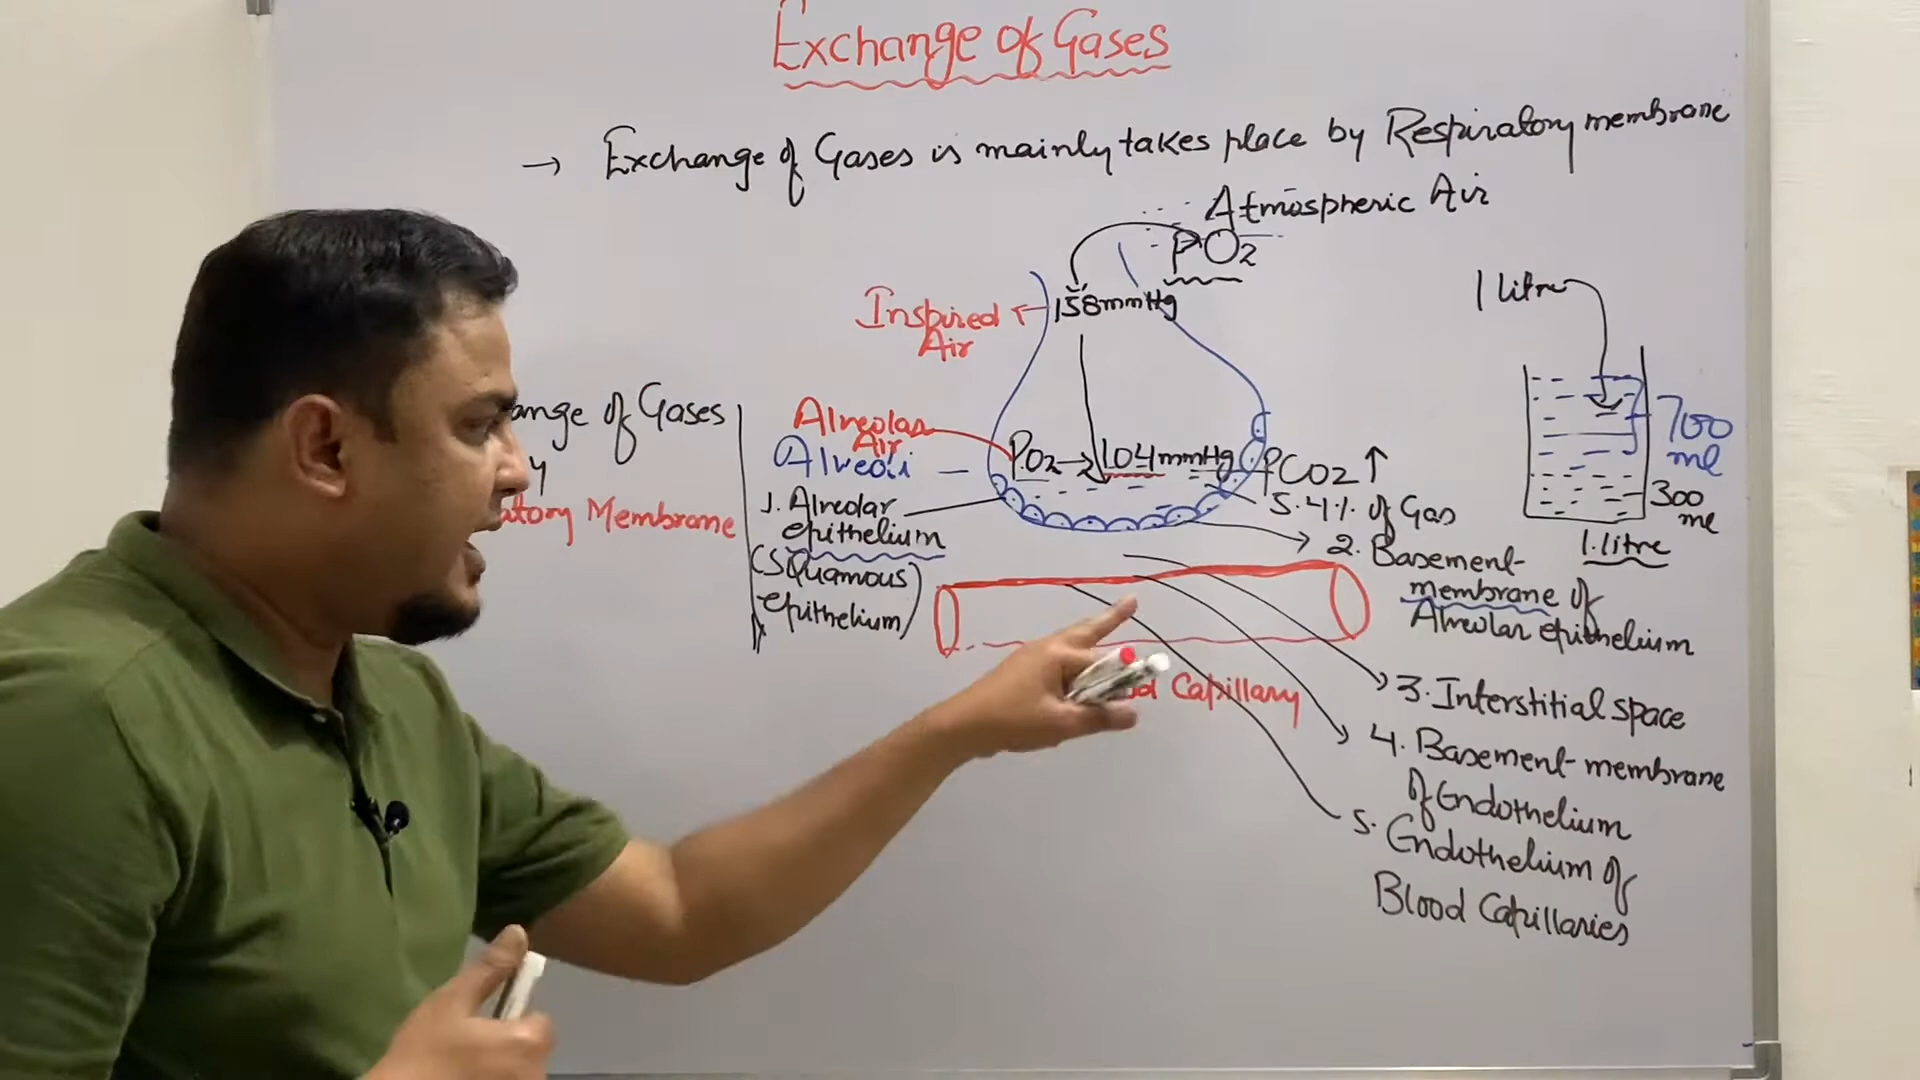 Exchange of Gases
→ Exchange of Gases is mainly takes place by Respiratory membrane
Atmospheric Air
PO2
158mmHg
Inspired
Air
1 litre
ange of Gases
y
atory Membrane
Alveolar
Air
Alveoli
PO2 → 104mmHg
PCO2 ↑
5.4% of Gas
700
ml
300
ml
1.litre
1. Alveolar
epithelium
(Squamous
epithelium)
2. Basement
membrane of
Alveolar epithelium
Capillary
3. Interstitial space
4. Basement membrane
of Endothelium
5. Endothelium of
Blood Capillaries